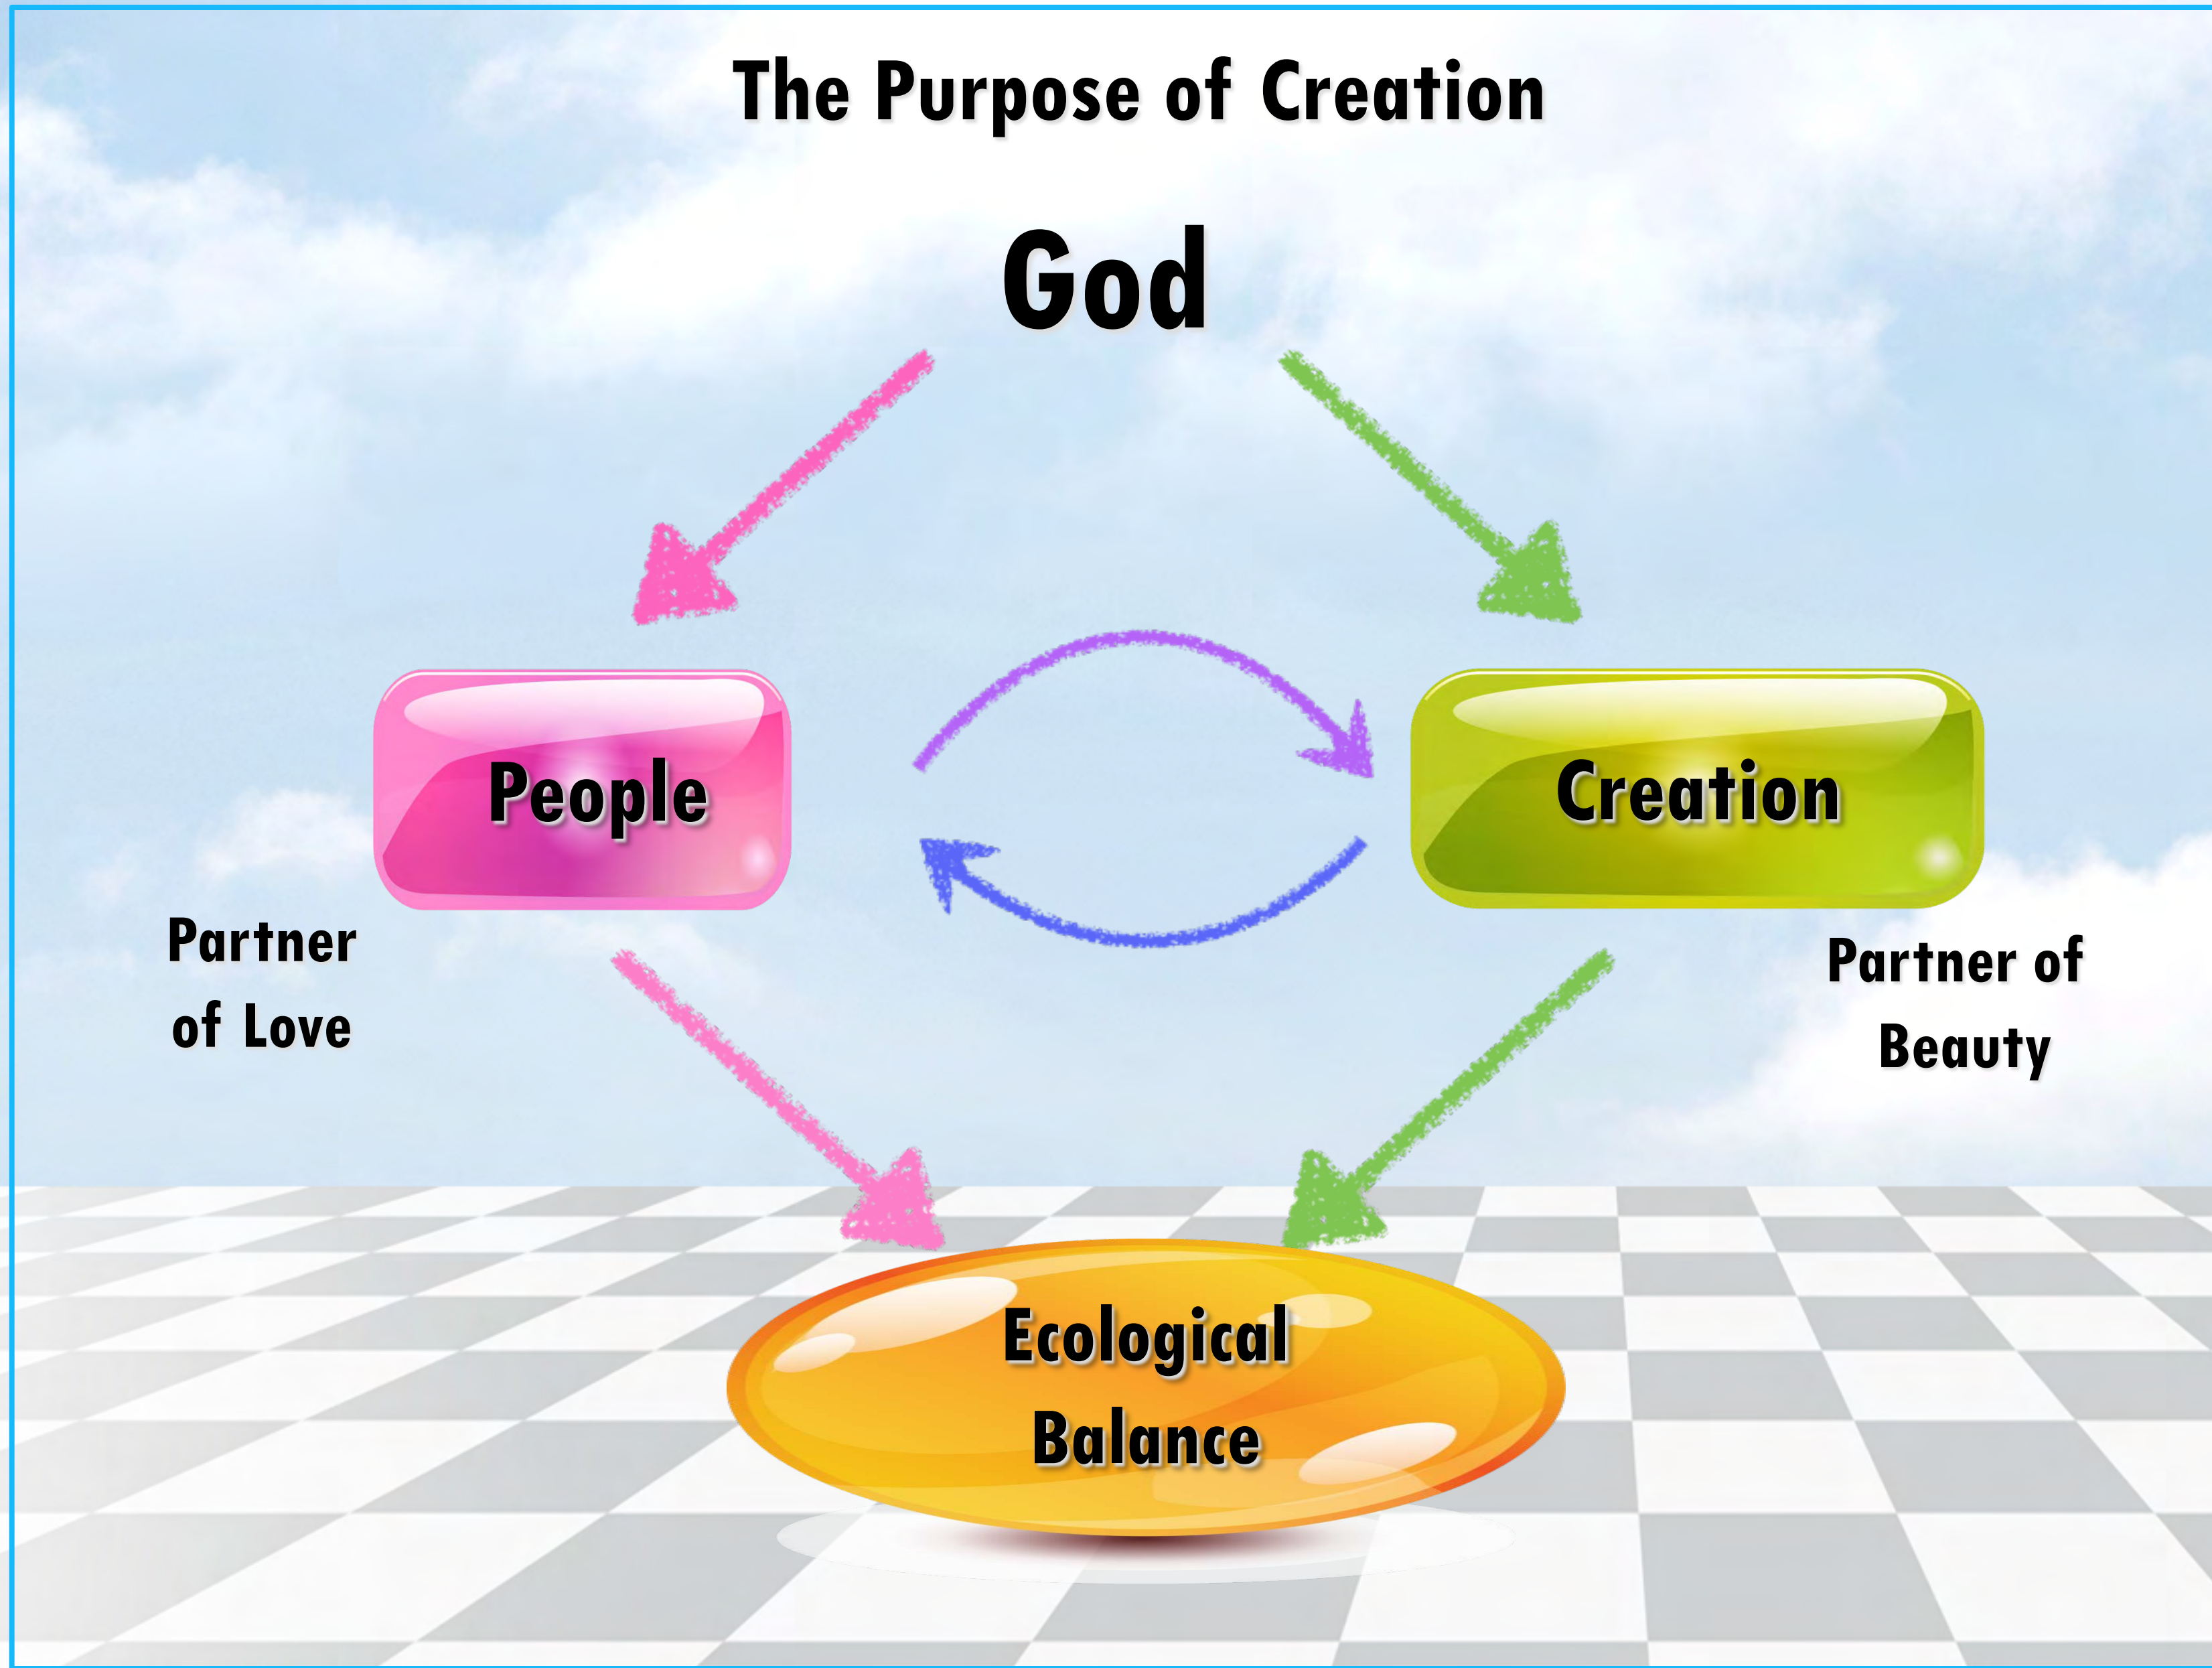 The Purpose of Creation
God
People
Creation
Partner
of Love
Partner of
Beauty
Ecological
Balance